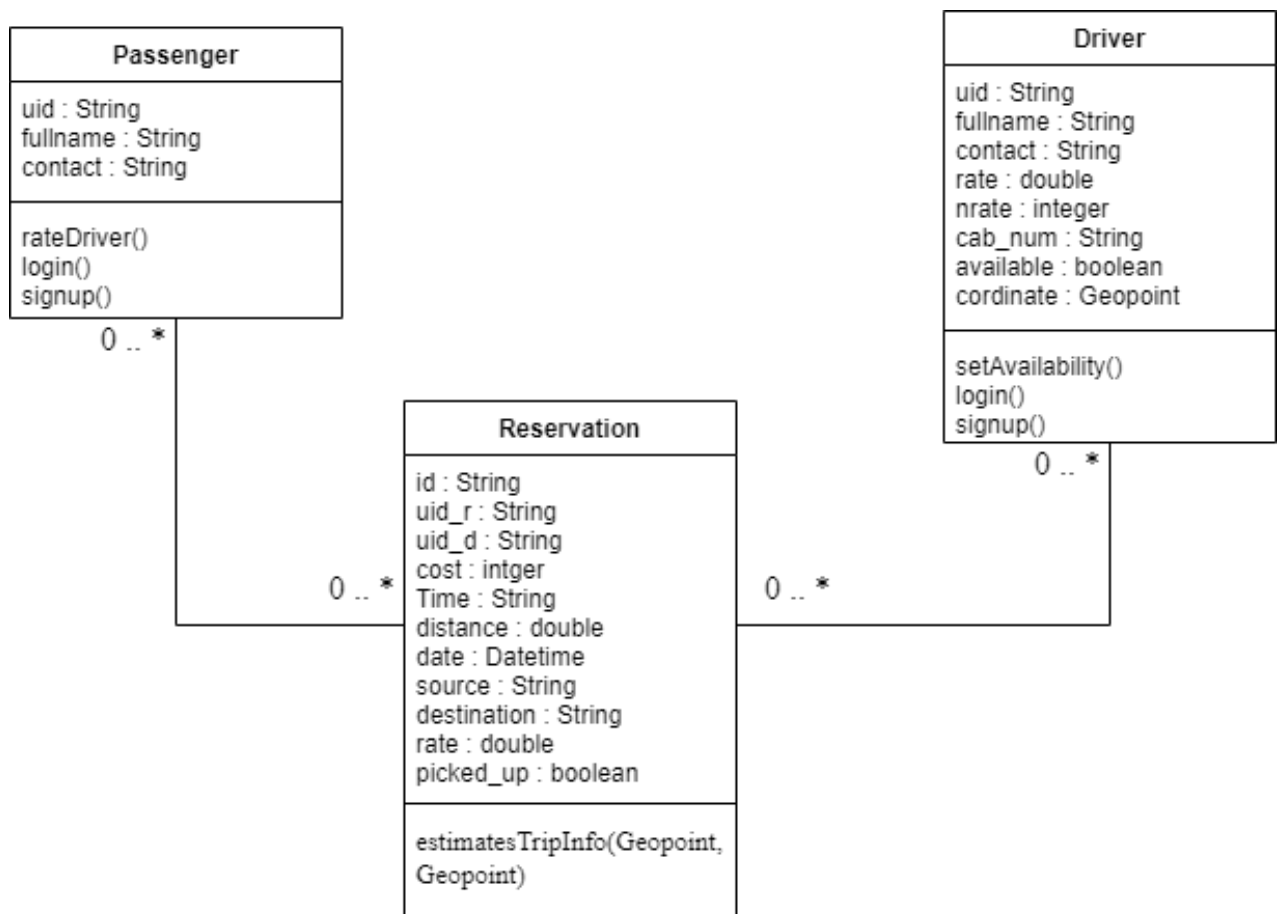 Passenger
uid : String
fullname : String
contact : String
rateDriver()
login()
signup()
0 .. *
Driver
uid : String
fullname : String
contact : String
rate : double
nrate : integer
cab_num : String
available : boolean
cordinate : Geopoint
setAvailability()
login()
signup()
0 .. *
0 .. *
Reservation
id : String
uid_r : String
uid_d : String
cost : intger
Time : String
distance : double
date : Datetime
source : String
destination : String
rate : double
picked_up : boolean
estimatesTripInfo(Geopoint,
Geopoint)
0 .. *